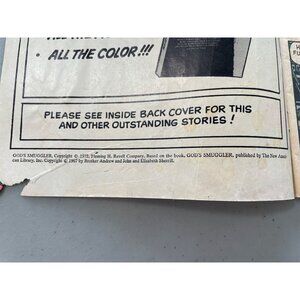 • ALL THE COLOR!!!
PLEASE SEE INSIDE BACK COVER FOR THIS
AND OTHER OUTSTANDING STORIES!
GOD'S SMUGGLER, Copyright © 1972, Fleming H. Revell Company. Based on the book, GOD'S SMUGGLER, published by The New Ameri-
can Library, Inc. Copyright © 1967 by Brother Andrew and John and Elizabeth Sherrill.